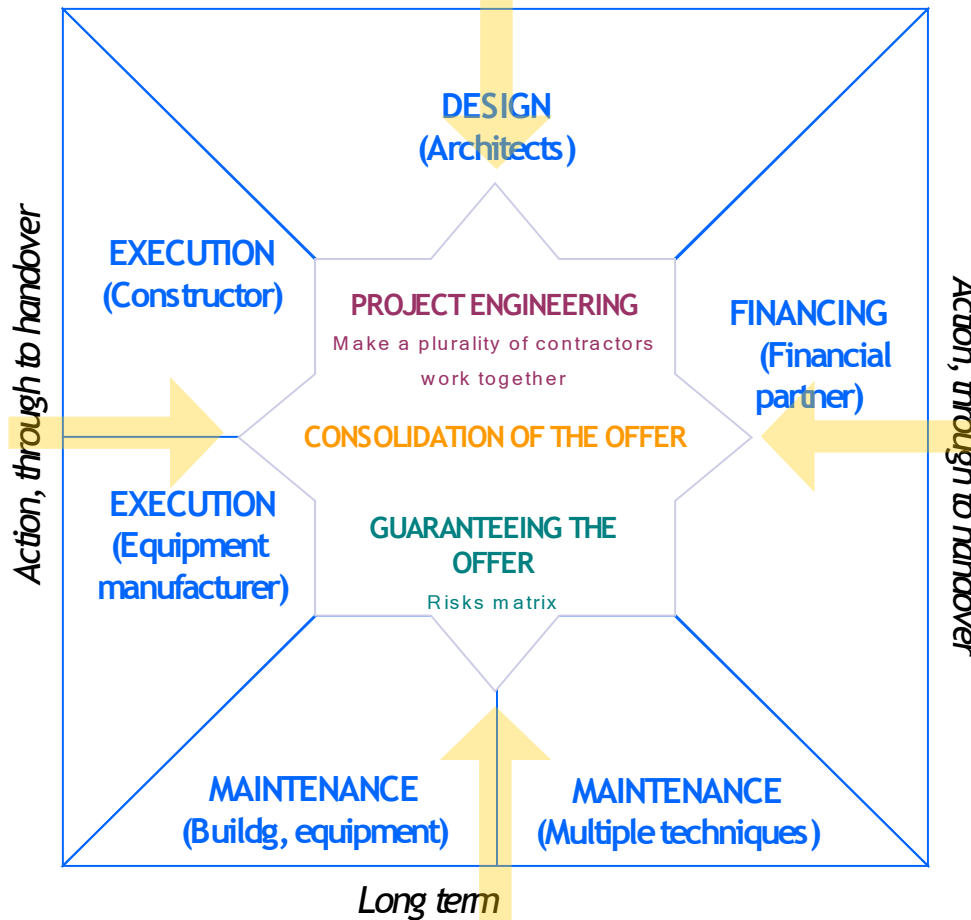 DESIGN
(Architects)
EXECUTION
(Constructor)
PROJECT ENGINEERING
Make a plurality of contractors
work together
FINANCING
(Financial
partner)
Action, through to handover
Action, through to handover
CONSOLIDATION OF THE OFFER
EXECUTION
(Equipment
manufacturer)
GUARANTEEING THE
OFFER
Risks matrix
MAINTENANCE
(Buildg, equipment)
MAINTENANCE
(Multiple techniques)
Long term